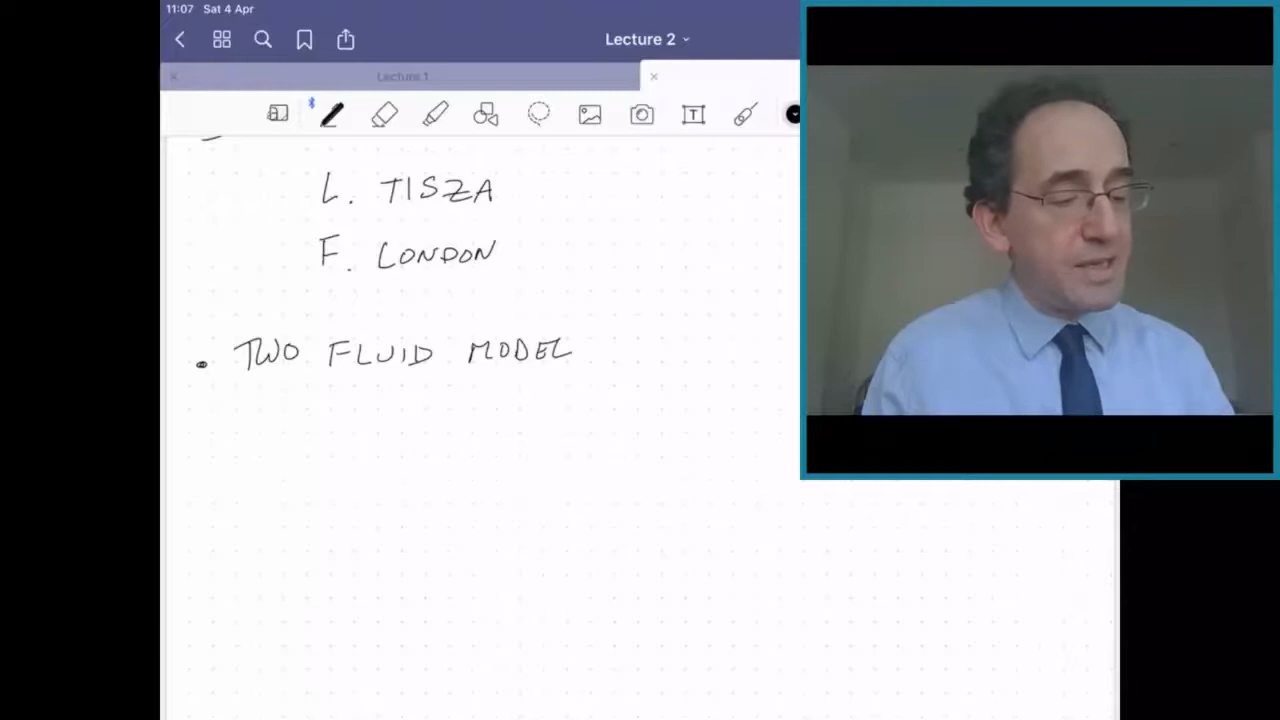 11:07 Sat 4 Apr
Lecture 2
Lecture 1
T
L. TISZA
F. LONDON
• TWO FLUID MODEL